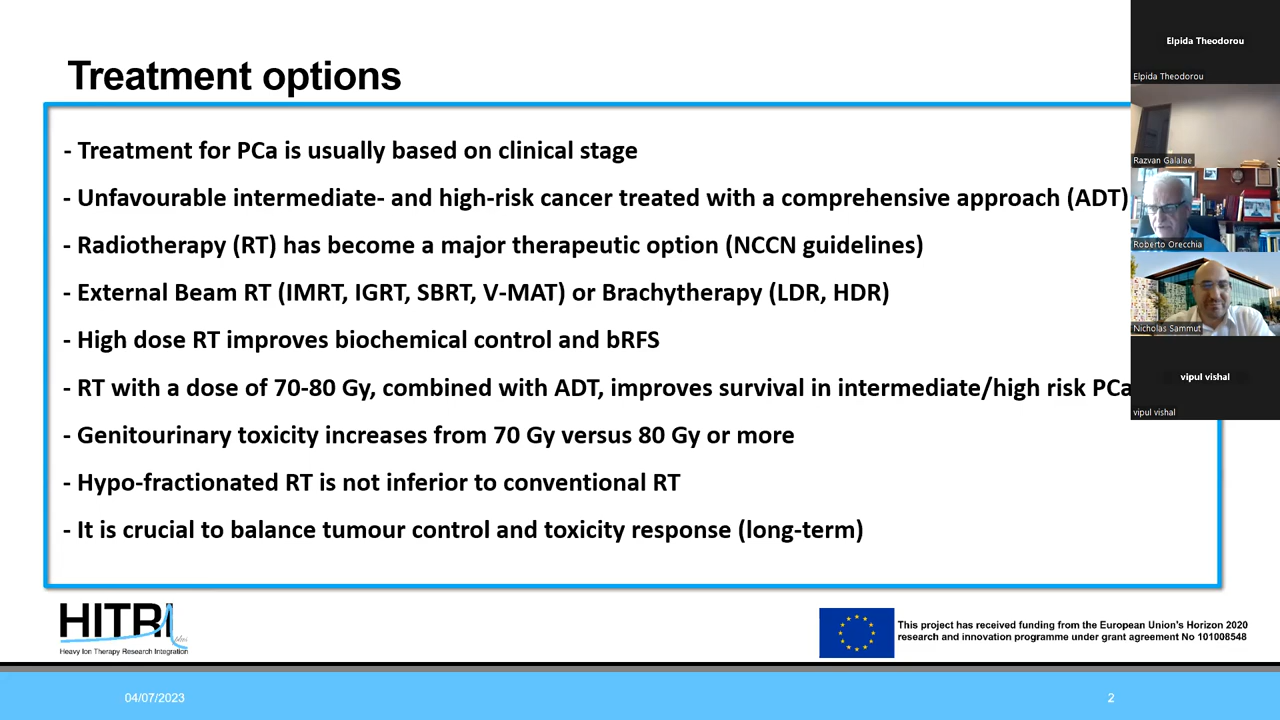 Treatment options
- Treatment for PCa is usually based on clinical stage
- Unfavourable intermediate- and high-risk cancer treated with a comprehensive approach (ADT)
- Radiotherapy (RT) has become a major therapeutic option (NCCN guidelines)
- External Beam RT (IMRT, IGRT, SBRT, V-MAT) or Brachytherapy (LDR, HDR)
- High dose RT improves biochemical control and bRFS
- RT with a dose of 70-80 Gy, combined with ADT, improves survival in intermediate/high risk PCa
- Genitourinary toxicity increases from 70 Gy versus 80 Gy or more
- Hypo-fractionated RT is not inferior to conventional RT
- It is crucial to balance tumour control and toxicity response (long-term)
HITRI plus
Heavy Ion Therapy Research Integration
This project has received funding from the European Union's Horizon 2020
research and innovation programme under grant agreement No 101008548
04/07/2023
2
Elpida Theodorou
Elpida Theodorou
Razvan Galalae
Roberto Orecchia
Nicholas Sammut
vipul vishal
vipul vishal